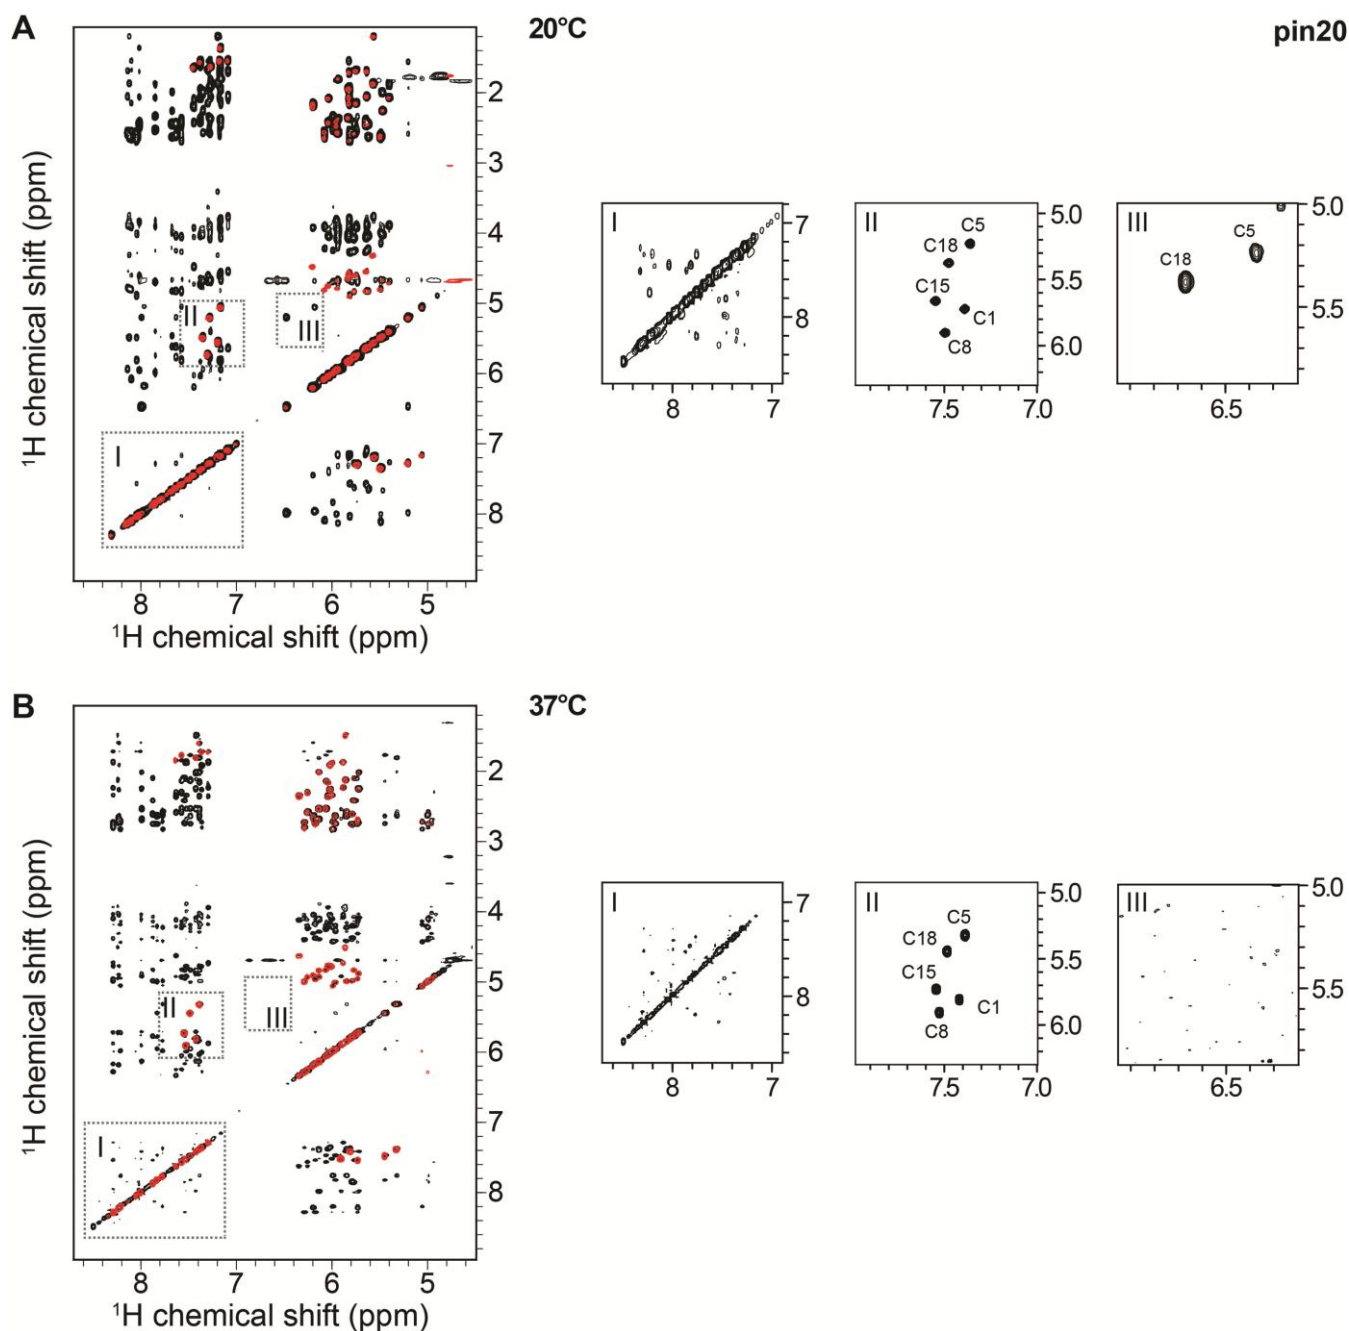 A 20°C pin20
2
3
4
5
6
7
8
II
III
I
8 7 6 5
¹H chemical shift (ppm)
¹H chemical shift (ppm)
I
7
8
8 7
II
C5
C18
C15
C1
C8
5.0
5.5
6.0
7.5 7.0
III
C5
C18
5.0
5.5
6.5
B 37°C
2
3
4
5
6
7
8
II
III
I
8 7 6 5
¹H chemical shift (ppm)
¹H chemical shift (ppm)
I
7
8
8 7
II
C5
C18
C15
C1
C8
5.0
5.5
6.0
7.5 7.0
III
5.0
5.5
6.5